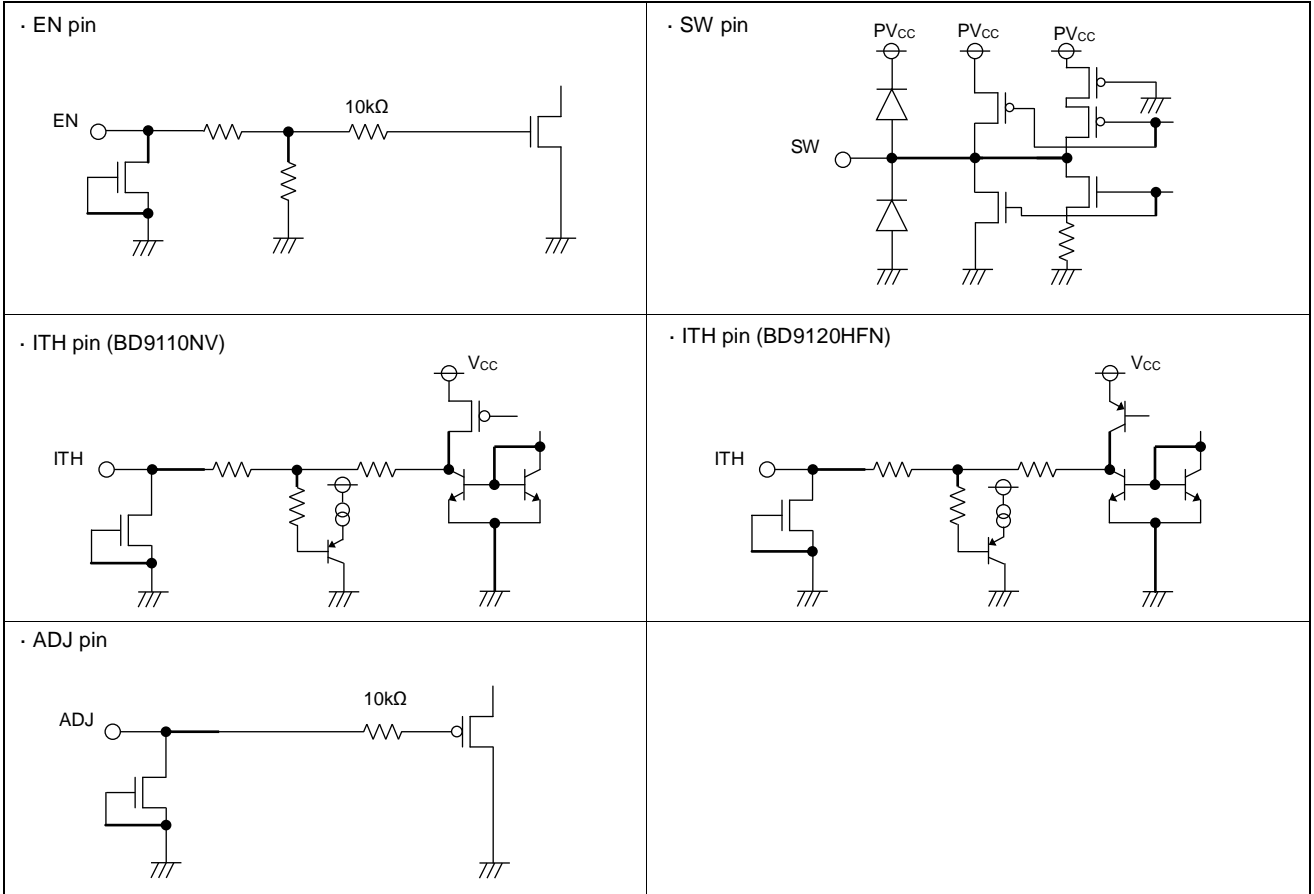 · EN pin
EN
10kΩ
· SW pin
PVCC PVCC PVCC
SW
· ITH pin (BD9110NV)
VCC
ITH
· ITH pin (BD9120HFN)
VCC
ITH
· ADJ pin
ADJ
10kΩ